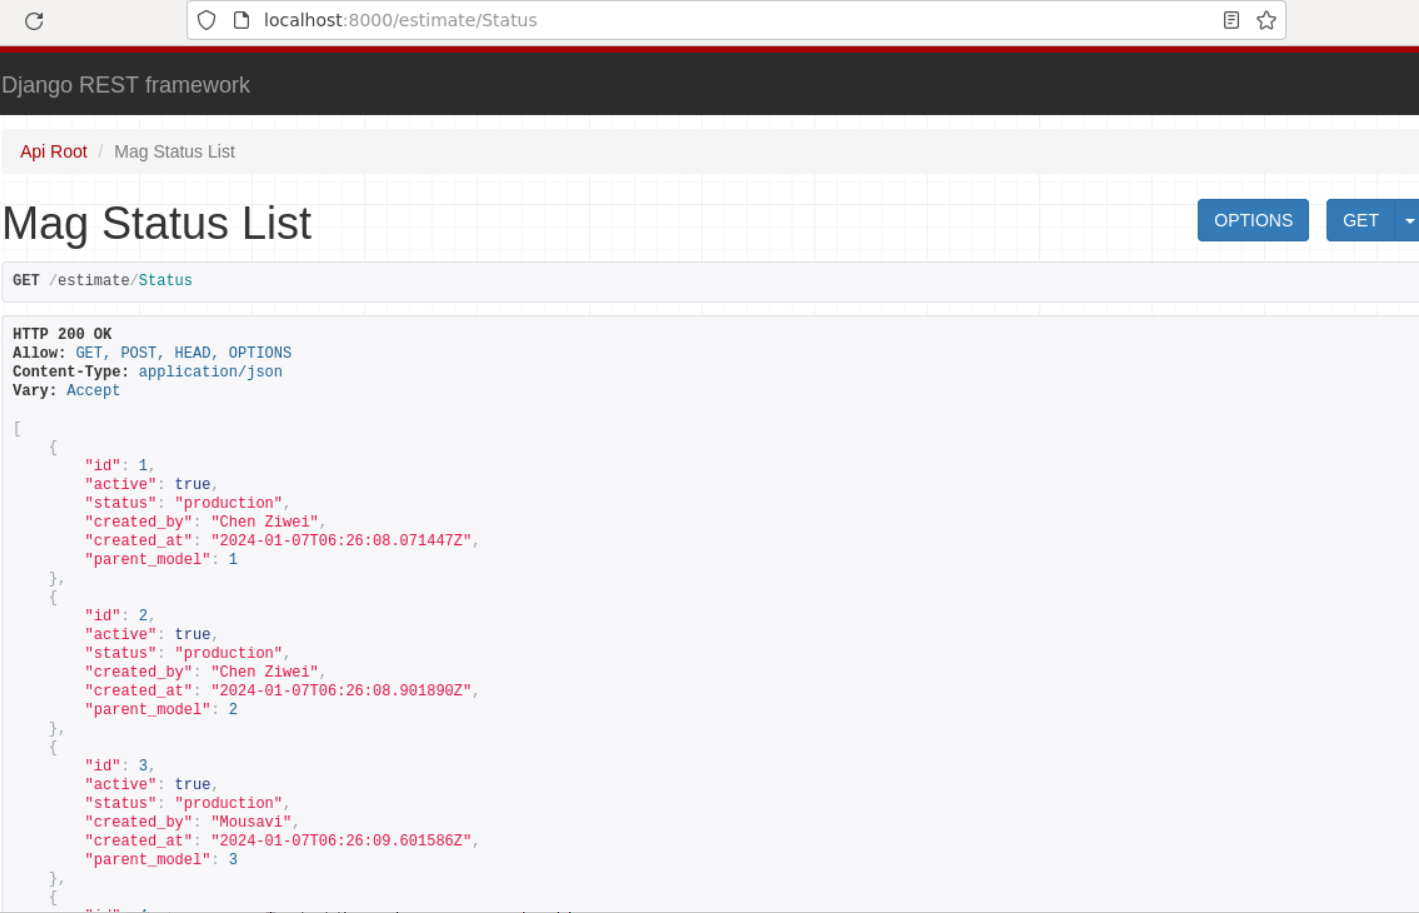 localhost:8000/estimate/Status
Django REST framework
Api Root / Mag Status List
Mag Status List
OPTIONS GET
GET /estimate/Status
HTTP 200 OK
Allow: GET, POST, HEAD, OPTIONS
Content-Type: application/json
Vary: Accept
[
    {
        "id": 1,
        "active": true,
        "status": "production",
        "created_by": "Chen Ziwei",
        "created_at": "2024-01-07T06:26:08.071447Z",
        "parent_model": 1
    },
    {
        "id": 2,
        "active": true,
        "status": "production",
        "created_by": "Chen Ziwei",
        "created_at": "2024-01-07T06:26:08.901890Z",
        "parent_model": 2
    },
    {
        "id": 3,
        "active": true,
        "status": "production",
        "created_by": "Mousavi",
        "created_at": "2024-01-07T06:26:09.601586Z",
        "parent_model": 3
    },
    {